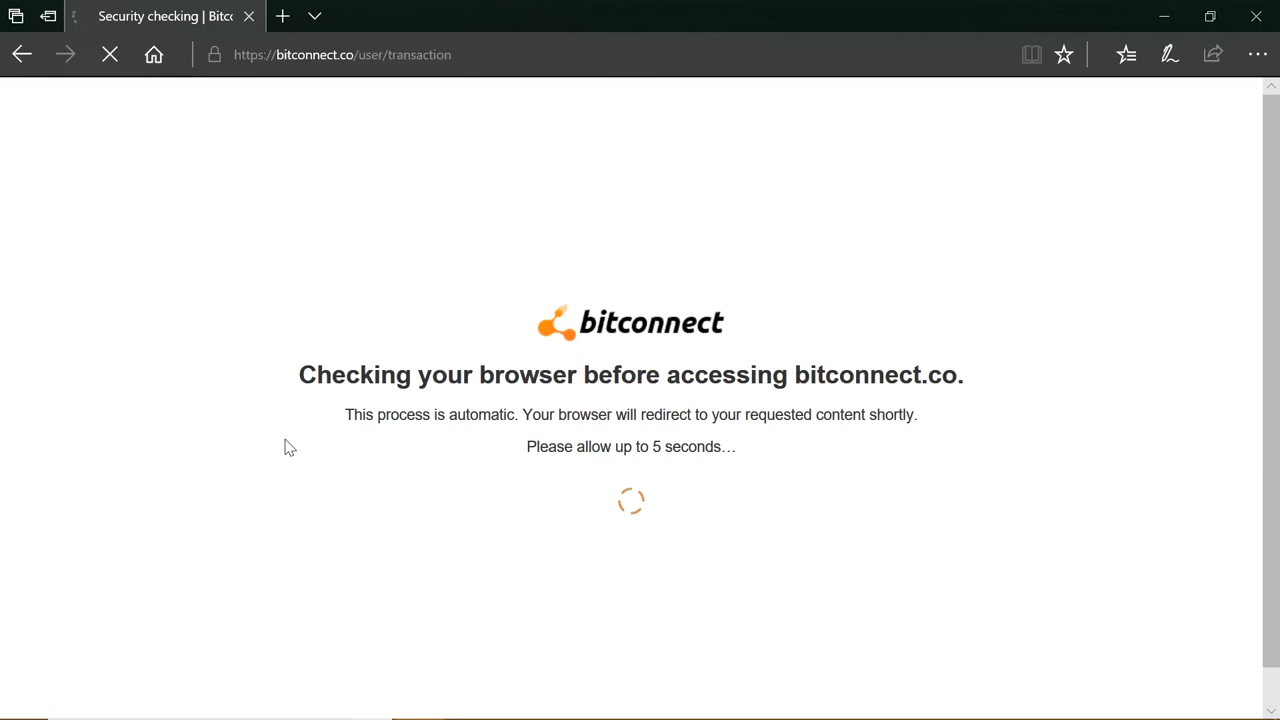 Security checking | Bitc
https://bitconnect.co/user/transaction
bitconnect
Checking your browser before accessing bitconnect.co.
This process is automatic. Your browser will redirect to your requested content shortly.
Please allow up to 5 seconds…